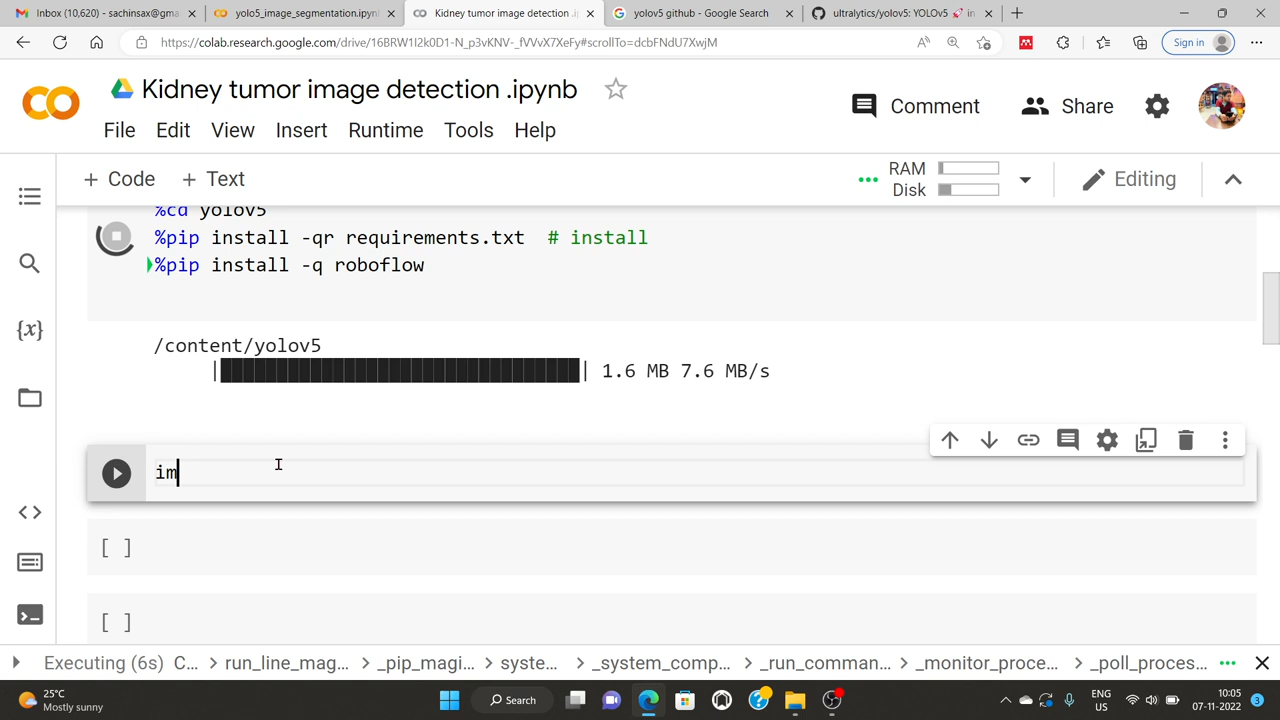 Inbox (10,620) - sachinsax@gma
yolo5_image_segmentation.ipynb
Kidney tumor image detection .ip
yolov5 github - Google Search
ultralytics/yolov5: YOLOv5 🚀 in
https://colab.research.google.com/drive/16BRW1I2k0D1-N_p3vKNV-_fVVvX7XeFy#scrollTo=dcbFNdU7XwjM
Sign in
Kidney tumor image detection .ipynb
File Edit View Insert Runtime Tools Help
Comment
Share
+ Code + Text
RAM
Disk
Editing
%cd yolov5
%pip install -qr requirements.txt # install
%pip install -q roboflow
/content/yolov5
|████████████████████████████████| 1.6 MB 7.6 MB/s
im
[ ]
[ ]
Executing (6s) C... > run_line_mag... > _pip_magi... > syste... > _system_comp... > _run_comman... > _monitor_proce... > _poll_proces...
25°C
Mostly sunny
Search
ENG
US
10:05
07-11-2022
3